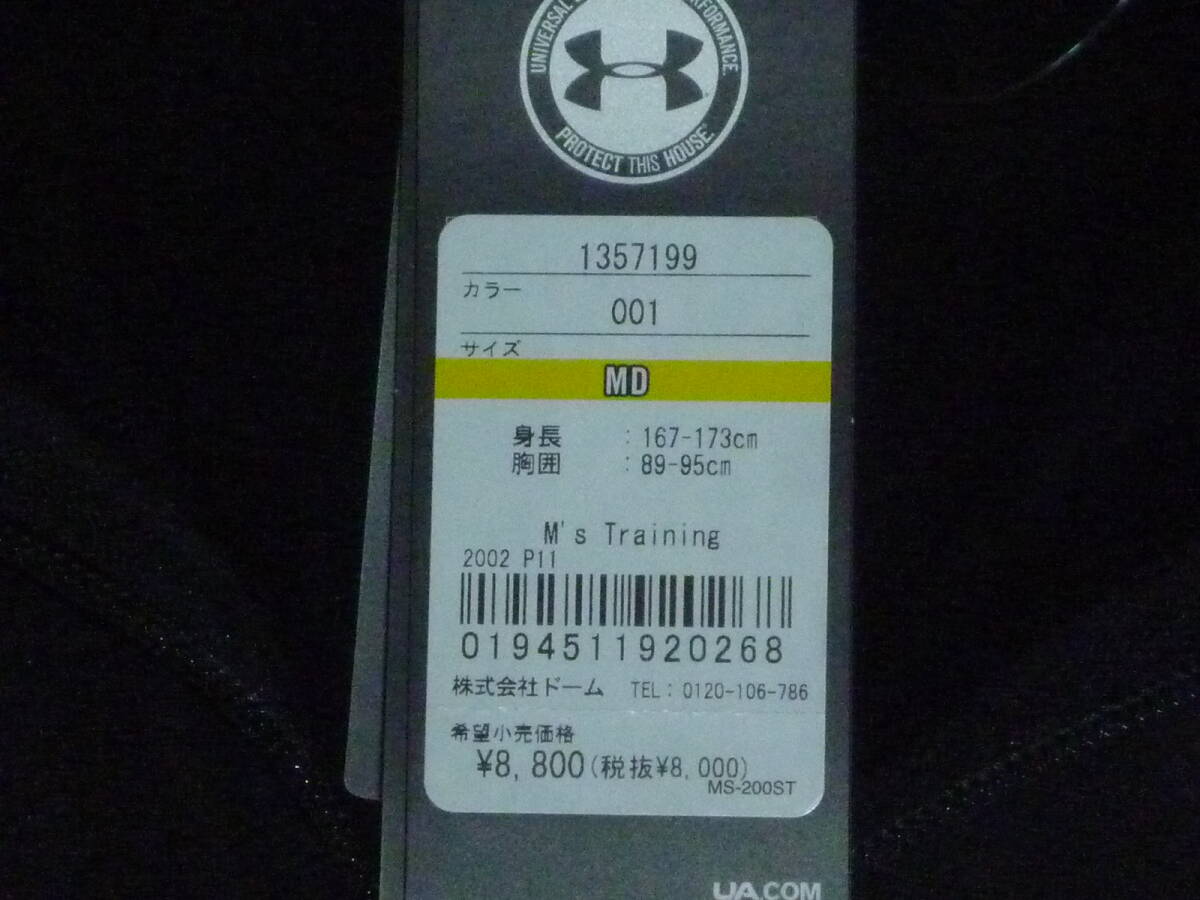 UNIVERSAL
PERFORMANCE.
PROTECT THIS HOUSE.
1357199
カラー
001
サイズ
MD
身長 : 167-173cm
胸囲 : 89-95cm
M's Training
2002 P11
0194511920268
株式会社ドーム TEL: 0120-106-786
希望小売価格
¥8,800(税抜¥8,000)
MS-200ST
UA.COM